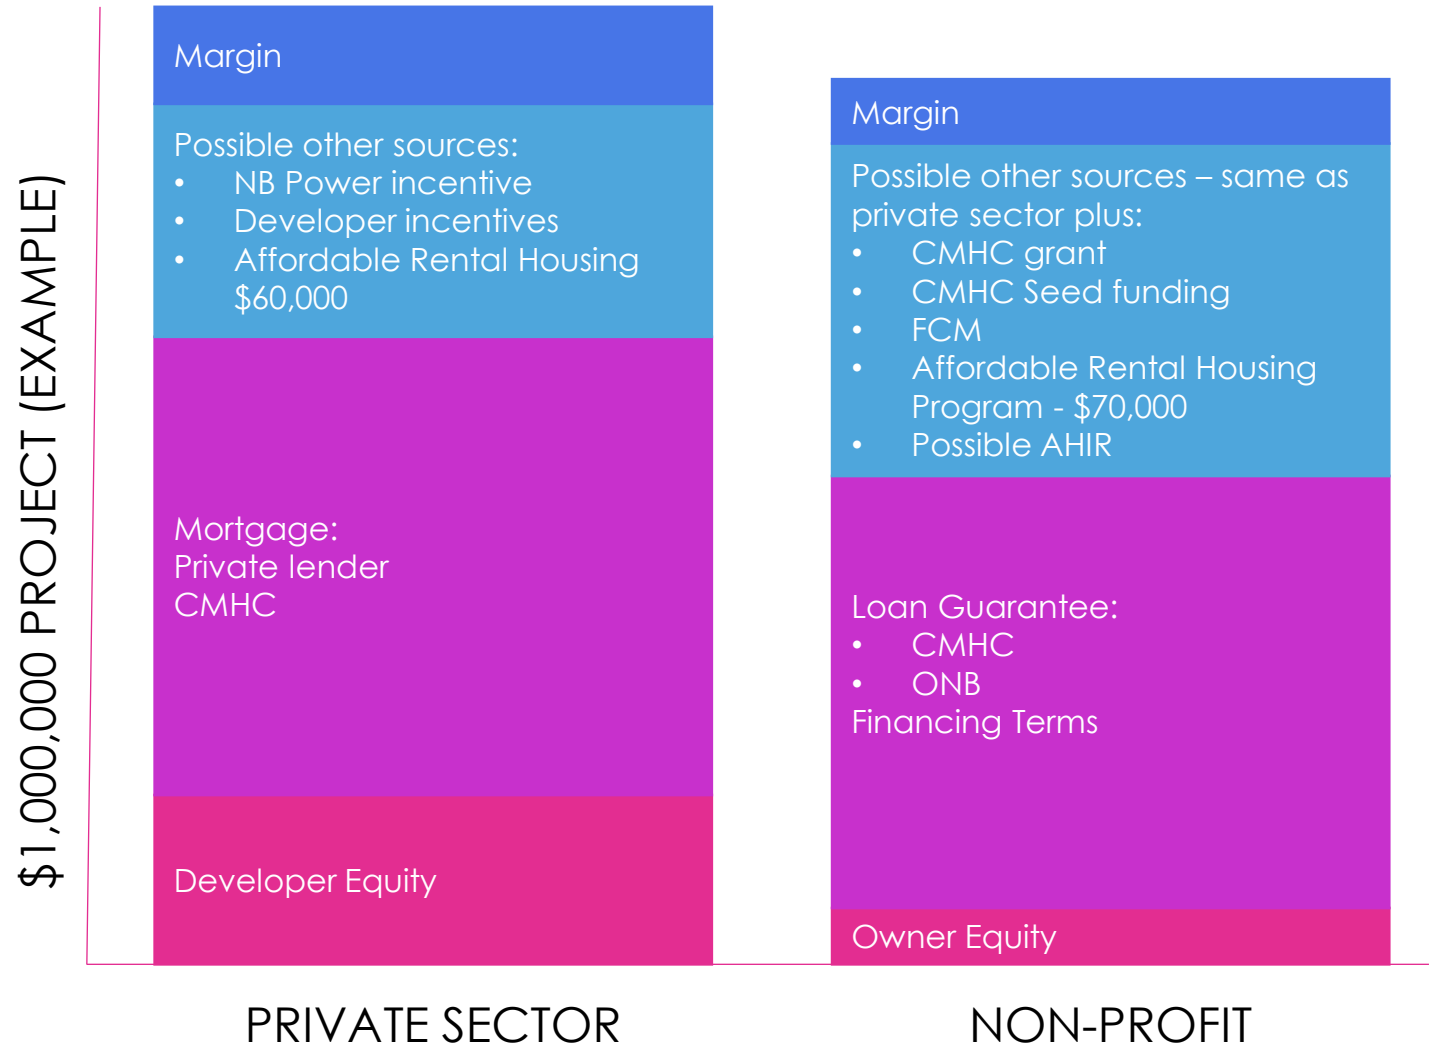 $1,000,000 PROJECT (EXAMPLE)
Margin
Possible other sources:
• NB Power incentive
• Developer incentives
• Affordable Rental Housing
$60,000
Mortgage:
Private lender
CMHC
Developer Equity
PRIVATE SECTOR
Margin
Possible other sources – same as
private sector plus:
• CMHC grant
• CMHC Seed funding
• FCM
• Affordable Rental Housing
Program - $70,000
• Possible AHIR
Loan Guarantee:
• CMHC
• ONB
Financing Terms
Owner Equity
NON-PROFIT